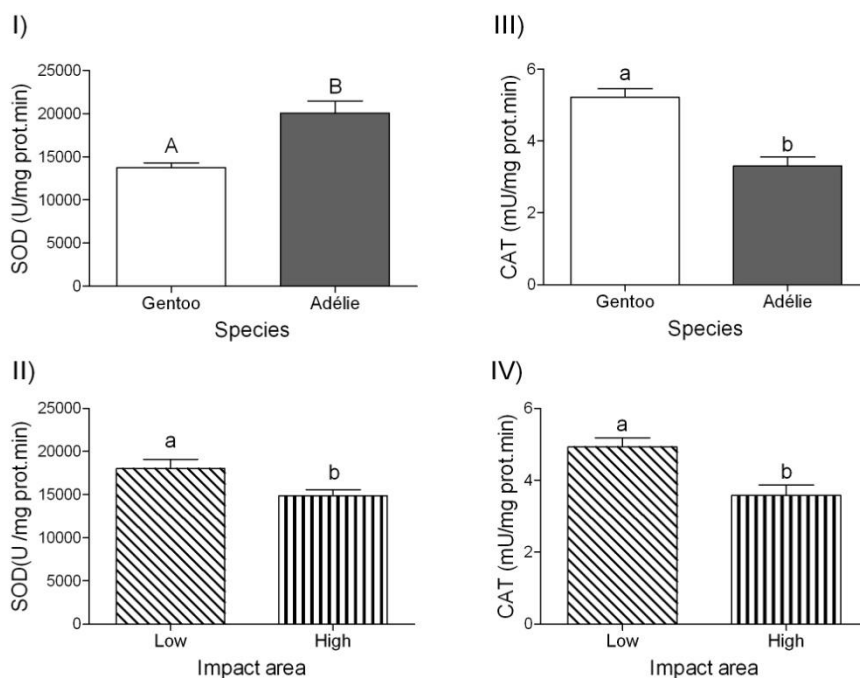 I)
SOD (U/mg prot.min)
25000
20000
15000
10000
5000
0
A
B
Gentoo
Adélie
Species
III)
CAT (mU/mg prot.min)
6
4
2
0
a
b
Gentoo
Adélie
Species
II)
SOD(U /mg prot.min)
25000
20000
15000
10000
5000
0
a
b
Low
High
Impact area
IV)
CAT (mU/mg prot.min)
6
4
2
0
a
b
Low
High
Impact area